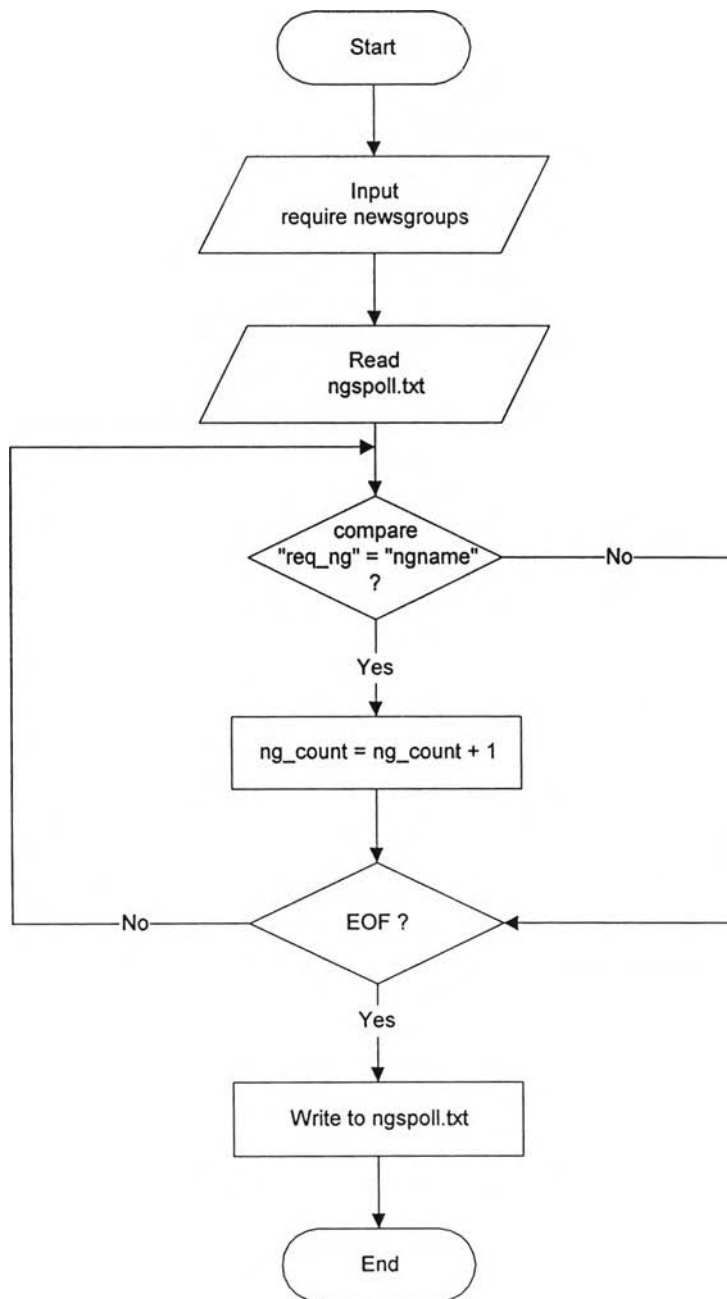 Start
Input
require newsgroups
Read
ngspoll.txt
compare
"req_ng" = "ngname"
?
No
Yes
ng_count = ng_count + 1
No
EOF ?
Yes
Write to ngspoll.txt
End